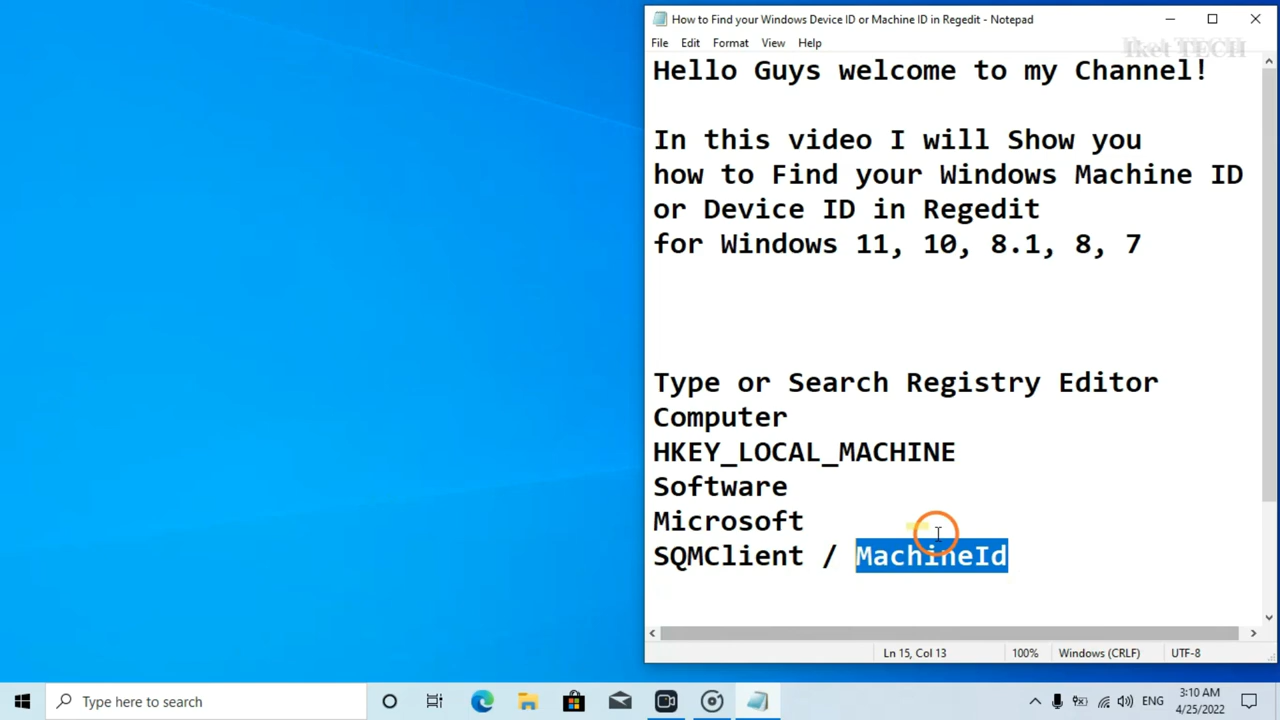 How to Find your Windows Device ID or Machine ID in Regedit - Notepad
File Edit Format View Help
Iket TECH
Hello Guys welcome to my Channel!
In this video I will Show you
how to Find your Windows Machine ID
or Device ID in Regedit
for Windows 11, 10, 8.1, 8, 7
Type or Search Registry Editor
Computer
HKEY_LOCAL_MACHINE
Software
Microsoft
SQMClient / MachineId
Ln 15, Col 13 100% Windows (CRLF) UTF-8
Type here to search
ENG
3:10 AM
4/25/2022